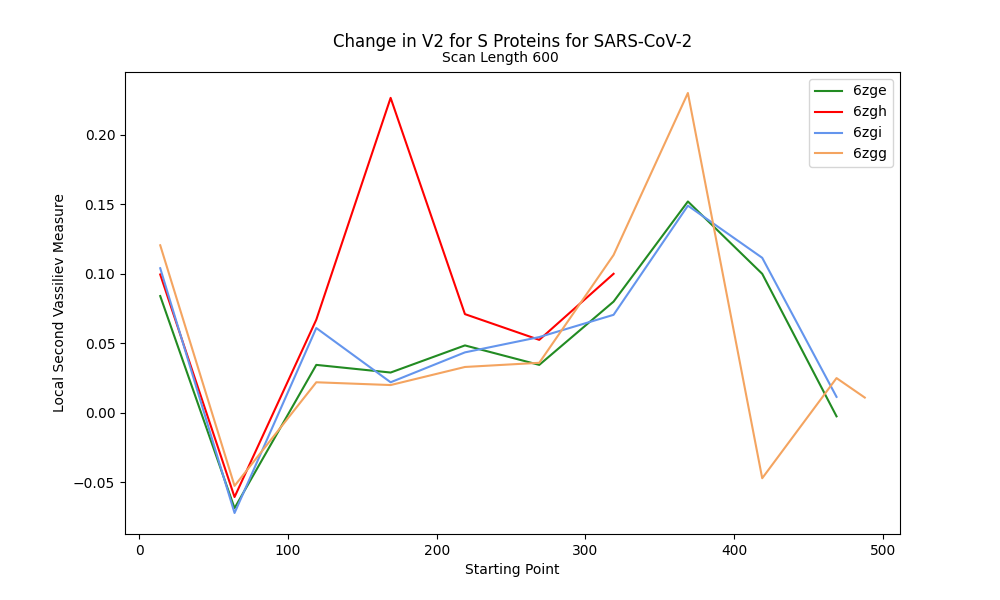 Change in V2 for S Proteins for SARS-CoV-2
Scan Length 600
6zge
6zgh
6zgi
6zgg
0.20
0.15
0.10
0.05
0.00
−0.05
Local Second Vassiliev Measure
0
100
200
300
400
500
Starting Point